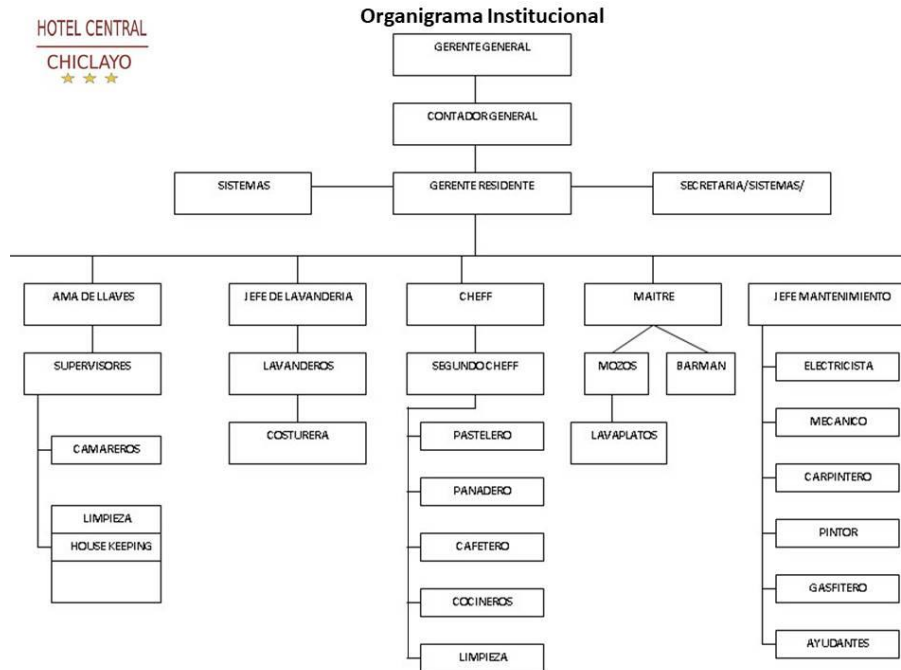 Organigrama Institucional
HOTEL CENTRAL
CHICLAYO
GERENTE GENERAL
CONTADOR GENERAL
SISTEMAS
GERENTE RESIDENTE
SECRETARIA/SISTEMAS/
AMA DE LLAVES
JEFE DE LAVANDERIA
CHEFF
MAITRE
JEFE MANTENIMIENTO
SUPERVISORES
LAVANDEROS
SEGUNDO CHEFF
MOZOS
BARMAN
ELECTRICISTA
CAMAREROS
COSTURERA
PASTELERO
LAVAPLATOS
MECANICO
LIMPIEZA
PANADERO
CARPINTERO
HOUSE KEEPING
CAFETERO
PINTOR
COCINEROS
GASFITERO
LIMPIEZA
AYUDANTES